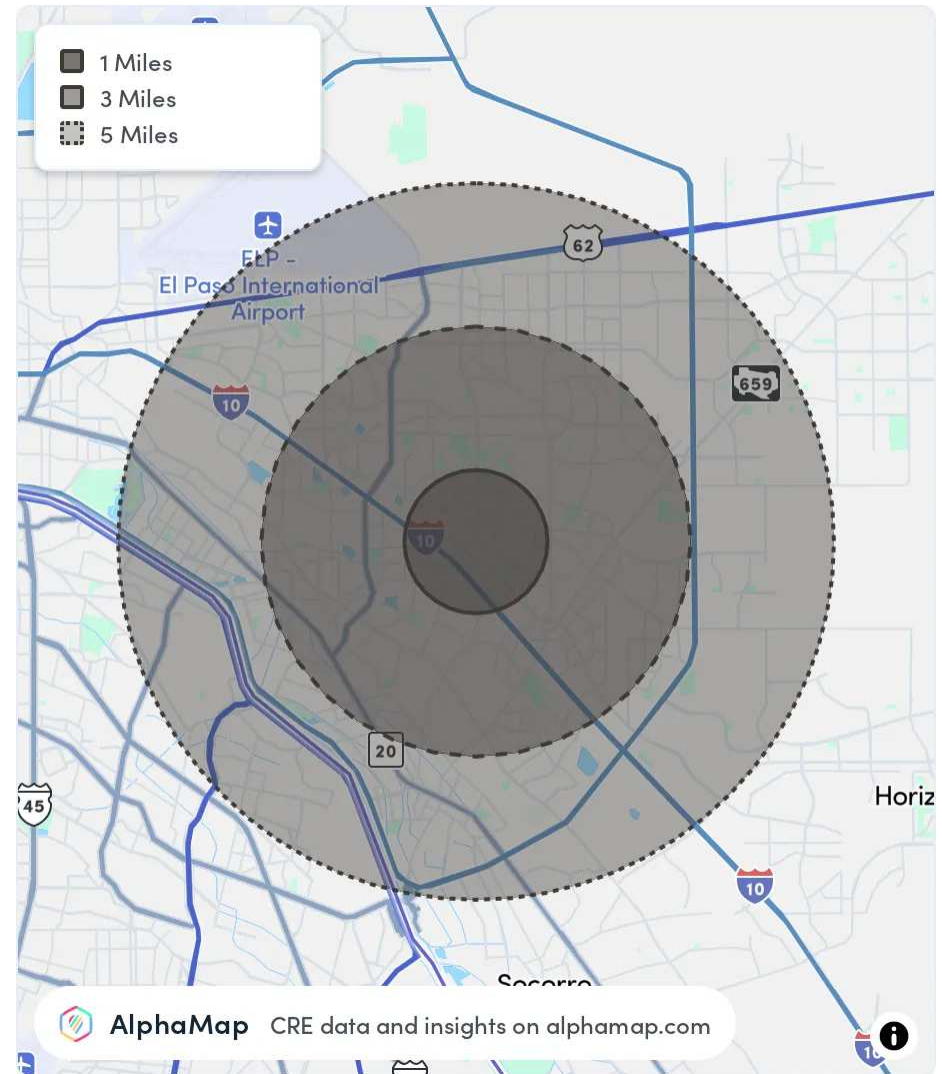 1 Miles
3 Miles
5 Miles
62
ELP -
El Paso International
Airport
659
10
10
20
45
Horiz
10
Socorro
10
AlphaMap CRE data and insights on alphamap.com